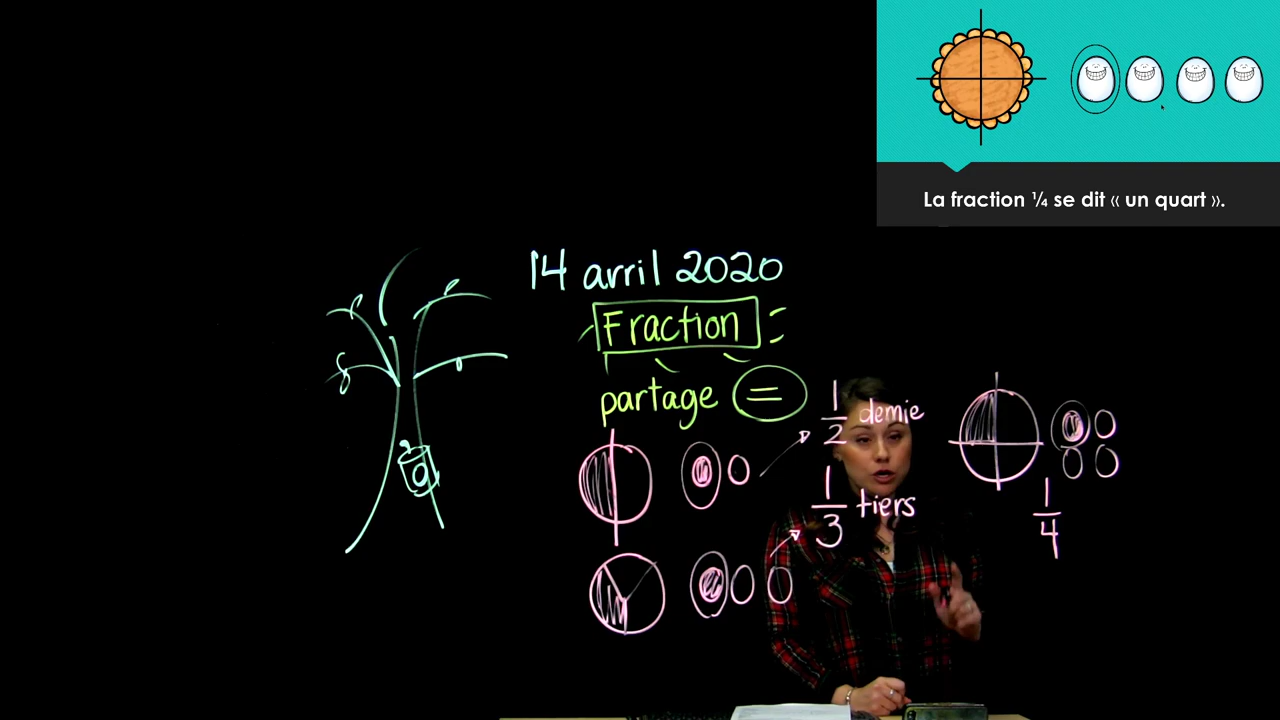 La fraction ¼ se dit « un quart ».
14 avril 2020
Fraction :
partage =
1/2 demie
1/3 tiers
1/4